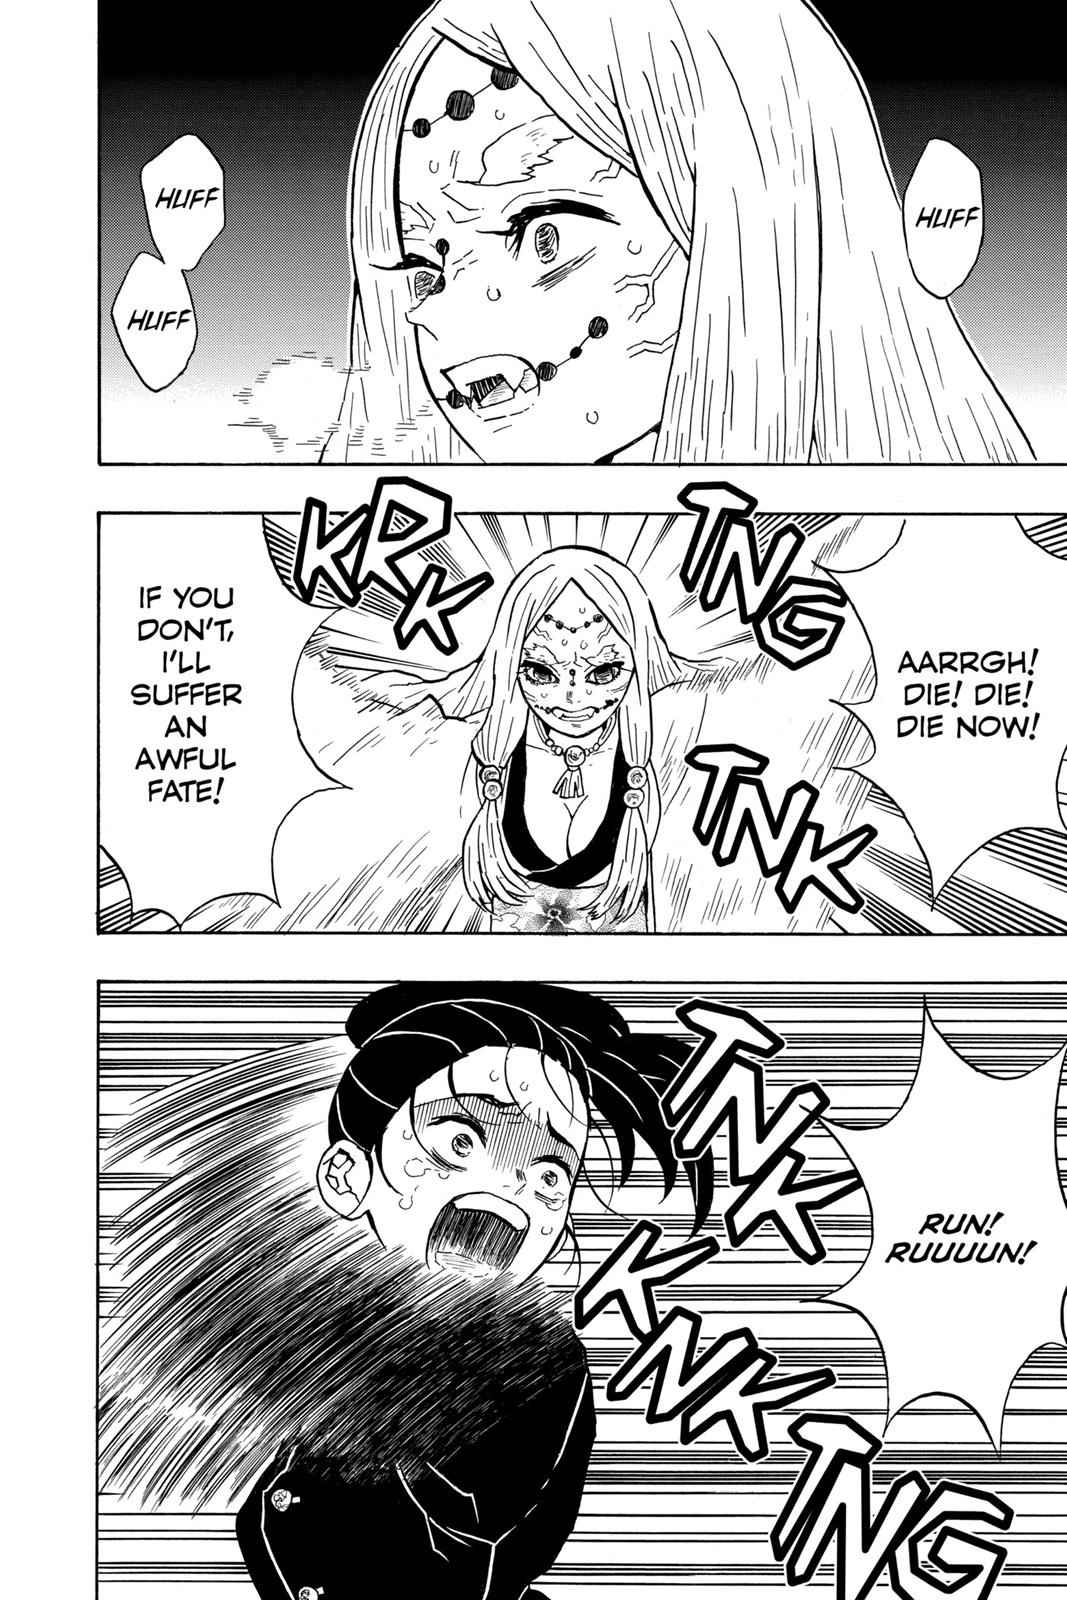 HUFF
HUFF
HUFF
TNG
KRK
AARRGH!
DIE! DIE!
DIE NOW!
TNK
IF YOU
DON'T,
I'LL
SUFFER
AN
AWFUL
FATE!
TNK
RUN!
RUUUUN!
KNK
TNG